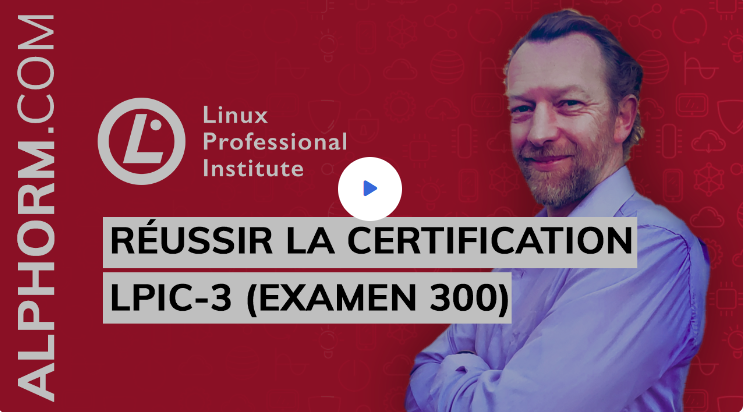 ALPHORM.COM
Linux
Professional
Institute
RÉUSSIR LA CERTIFICATION
LPIC-3 (EXAMEN 300)